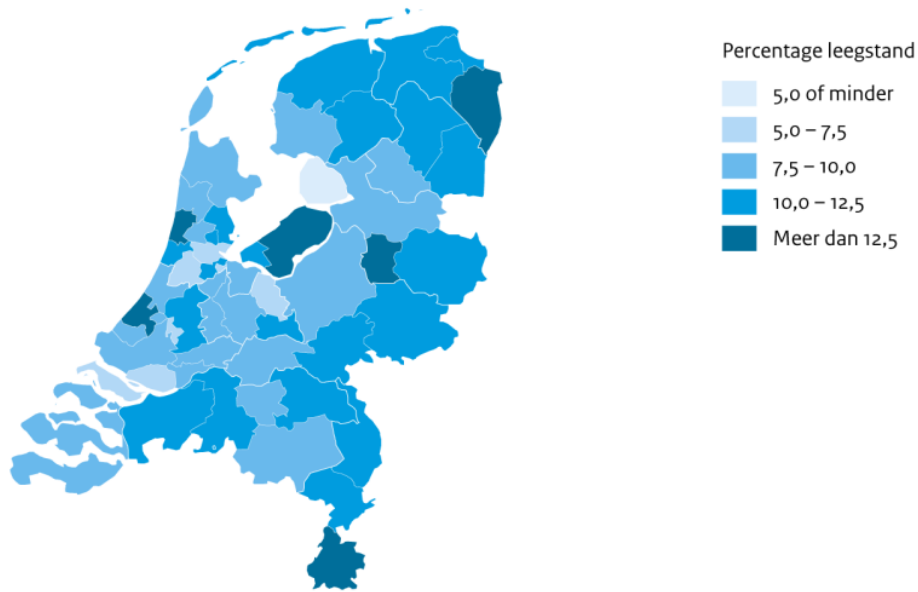 Percentage leegstand
5,0 of minder
5,0 – 7,5
7,5 – 10,0
10,0 – 12,5
Meer dan 12,5